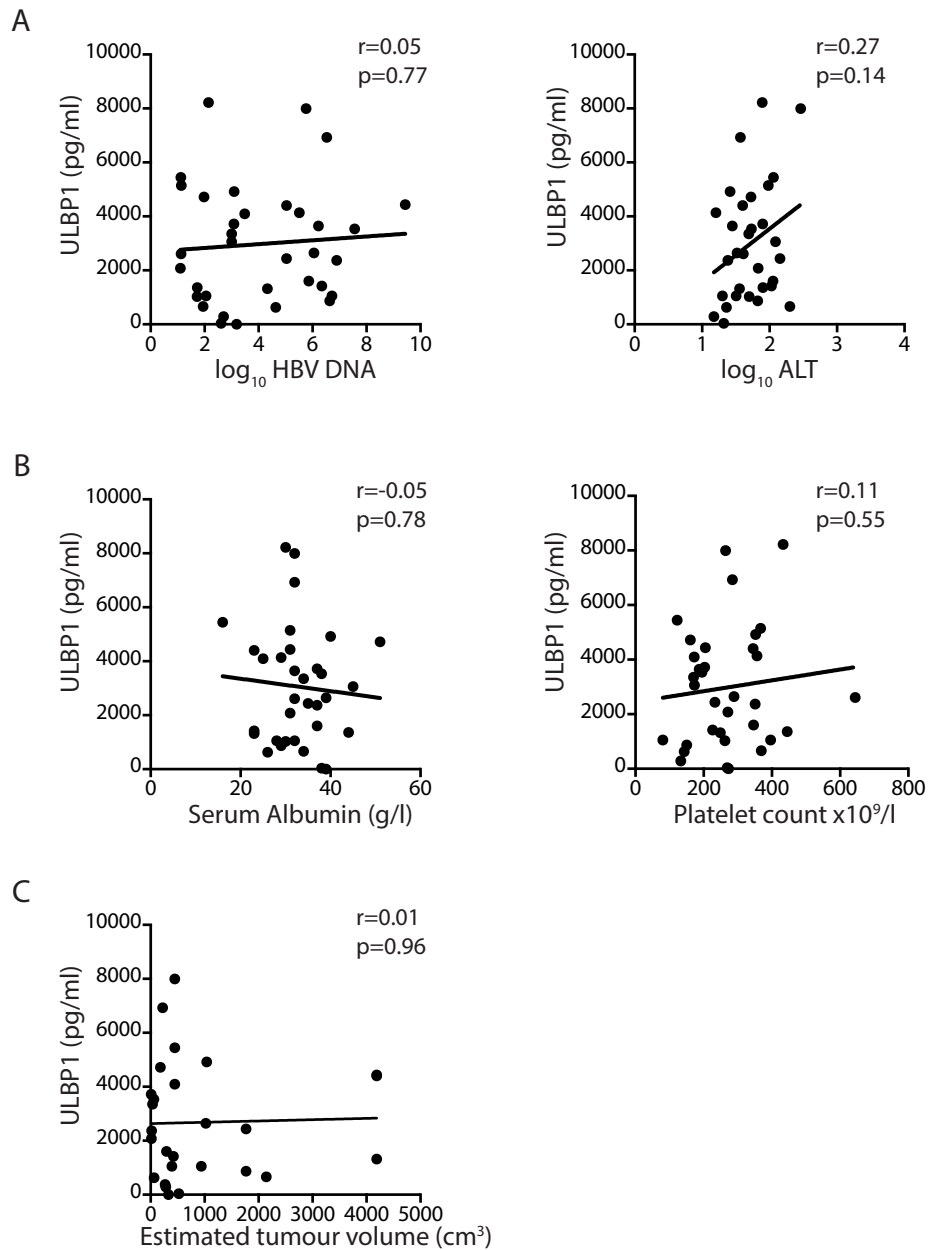 A
r=0.05
p=0.77
10000
8000
6000
4000
2000
0
ULBP1 (pg/ml)
0 2 4 6 8 10
log₁₀ HBV DNA
r=0.27
p=0.14
10000
8000
6000
4000
2000
0
ULBP1 (pg/ml)
0 1 2 3 4
log₁₀ ALT
B
r=-0.05
p=0.78
10000
8000
6000
4000
2000
0
ULBP1 (pg/ml)
0 20 40 60
Serum Albumin (g/l)
r=0.11
p=0.55
10000
8000
6000
4000
2000
0
ULBP1 (pg/ml)
0 200 400 600 800
Platelet count x10⁹/l
C
r=0.01
p=0.96
10000
8000
6000
4000
2000
0
ULBP1 (pg/ml)
0 1000 2000 3000 4000 5000
Estimated tumour volume (cm³)